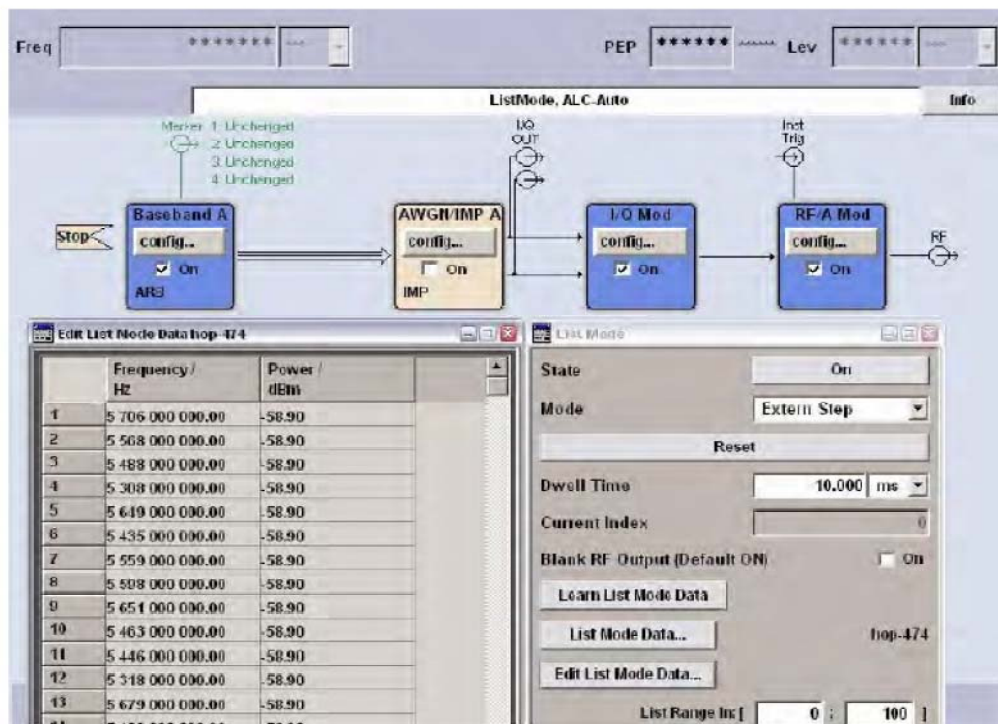 Freq ******* --- PEP ****** ------ Lev ****** ---
ListMode, ALC-Auto Info
Marker 1: Unchanged
2: Unchanged
3: Unchanged
4: Unchanged
I/Q OUT
Inst Trig
Stop
Baseband A
config...
On
ARB
AWGN/IMP A
config...
On
IMP
I/Q Mod
config...
On
RF/A Mod
config...
On
RF
Edit List Mode Data hop-474
Frequency / Hz Power / dBm
1 5 706 000 000.00 -58.90
2 5 568 000 000.00 -58.90
3 5 488 000 000.00 -58.90
4 5 308 000 000.00 -58.90
5 5 649 000 000.00 -58.90
6 5 435 000 000.00 -58.90
7 5 559 000 000.00 -58.90
8 5 598 000 000.00 -58.90
9 5 651 000 000.00 -58.90
10 5 463 000 000.00 -58.90
11 5 446 000 000.00 -58.90
12 5 318 000 000.00 -58.90
13 5 679 000 000.00 -58.90
List Mode
State On
Mode Extern Step
Reset
Dwell Time 10.000 ms
Current Index 0
Blank RF Output (Default ON) On
Learn List Mode Data
List Mode Data... hop-474
Edit List Mode Data...
List Range In: [ 0 : 100 ]